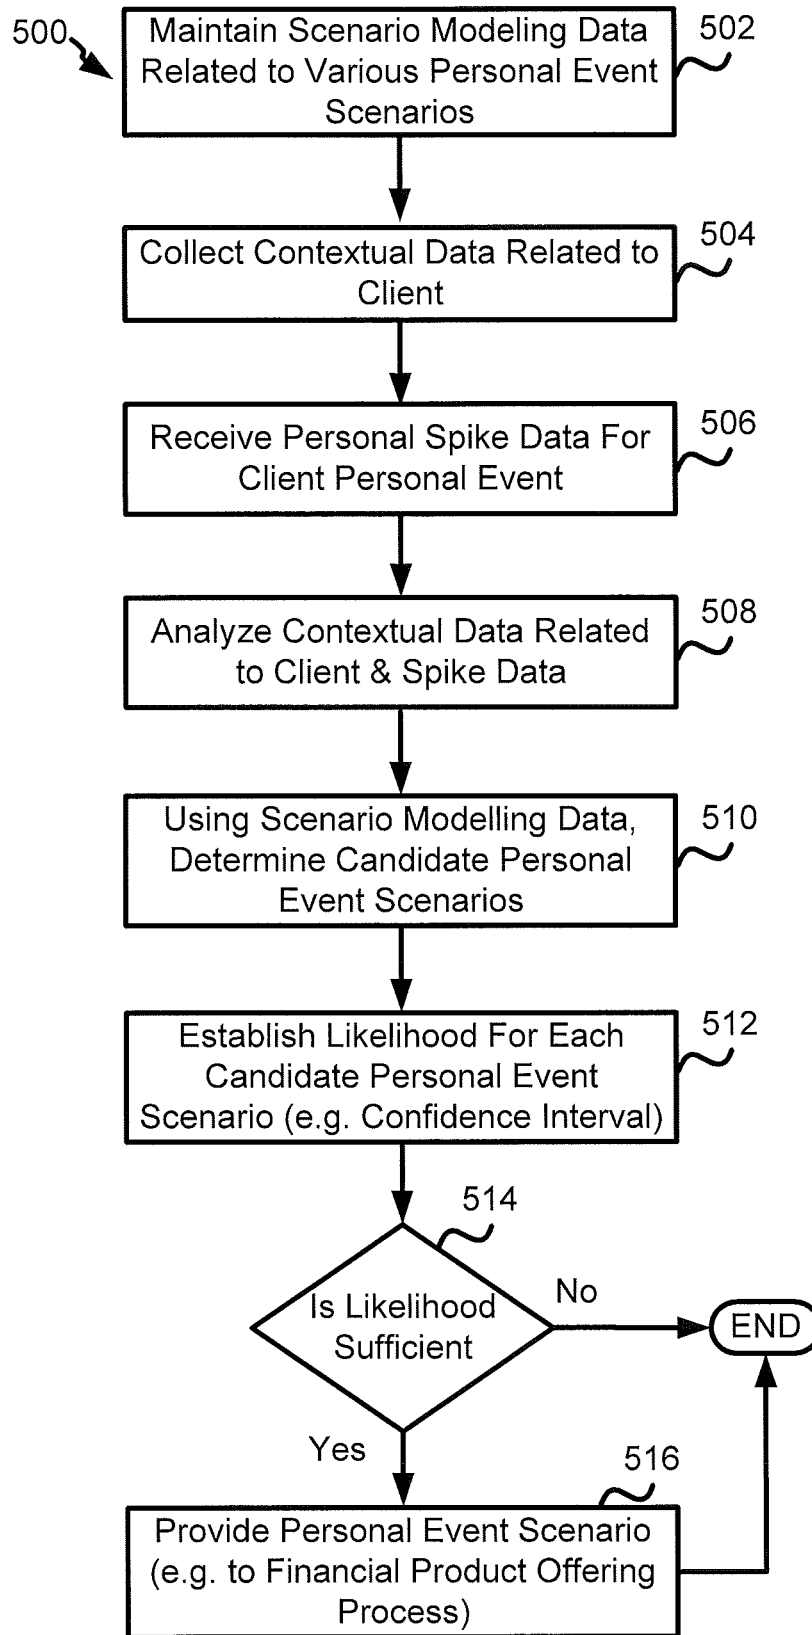 500
Maintain Scenario Modeling Data
Related to Various Personal Event
Scenarios
502
Collect Contextual Data Related to
Client
504
Receive Personal Spike Data For
Client Personal Event
506
Analyze Contextual Data Related
to Client & Spike Data
508
Using Scenario Modelling Data,
Determine Candidate Personal
Event Scenarios
510
Establish Likelihood For Each
Candidate Personal Event
Scenario (e.g. Confidence Interval)
512
514
Is Likelihood
Sufficient
No
END
Yes
516
Provide Personal Event Scenario
(e.g. to Financial Product Offering
Process)